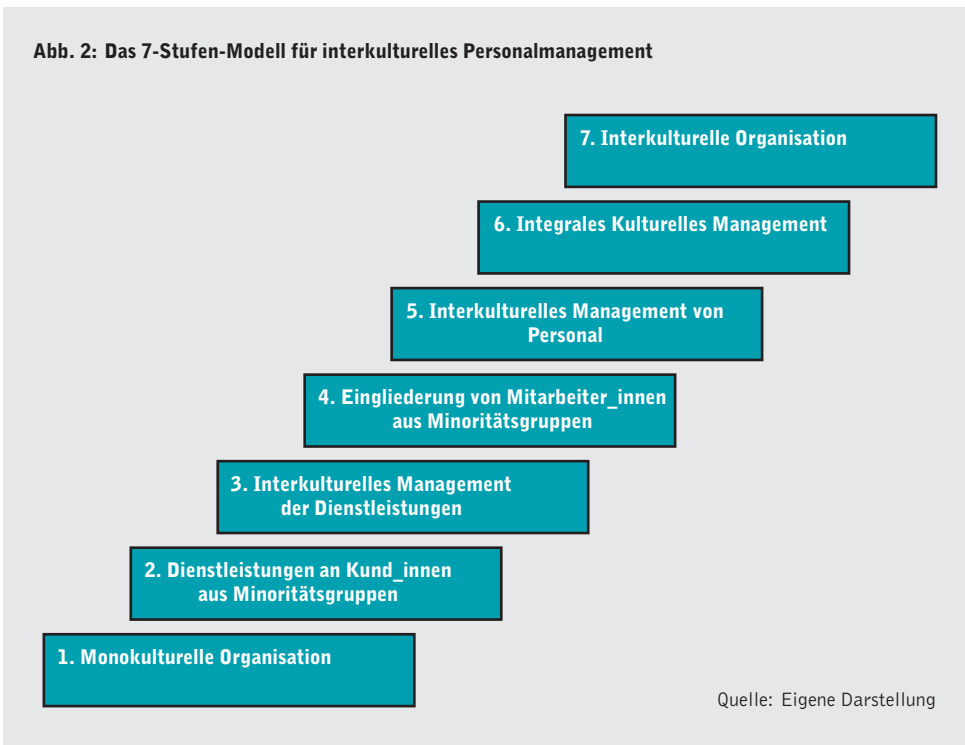 Abb. 2: Das 7-Stufen-Modell für interkulturelles Personalmanagement
7. Interkulturelle Organisation
6. Integrales Kulturelles Management
5. Interkulturelles Management von
Personal
4. Eingliederung von Mitarbeiter_innen
aus Minoritätsgruppen
3. Interkulturelles Management
der Dienstleistungen
2. Dienstleistungen an Kund_innen
aus Minoritätsgruppen
1. Monokulturelle Organisation
Quelle: Eigene Darstellung